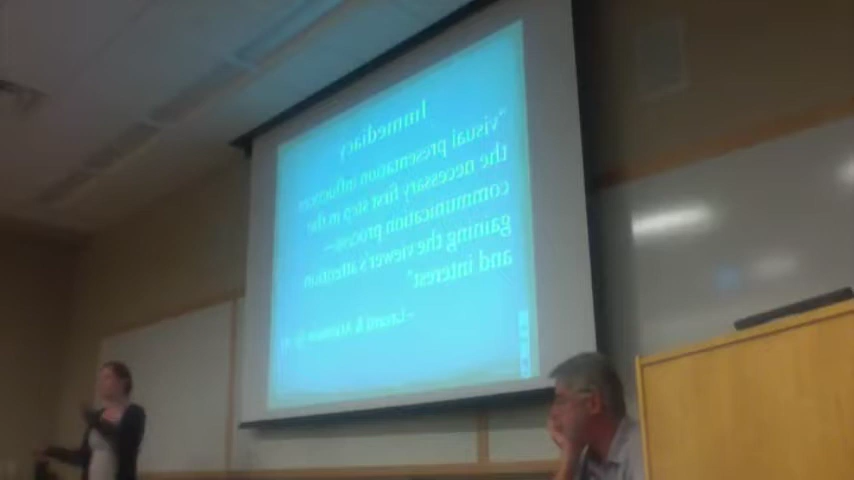 Immediacy
"visual presentation influences
the necessary first step in the
communication process—
gaining the viewer's attention
and interest"